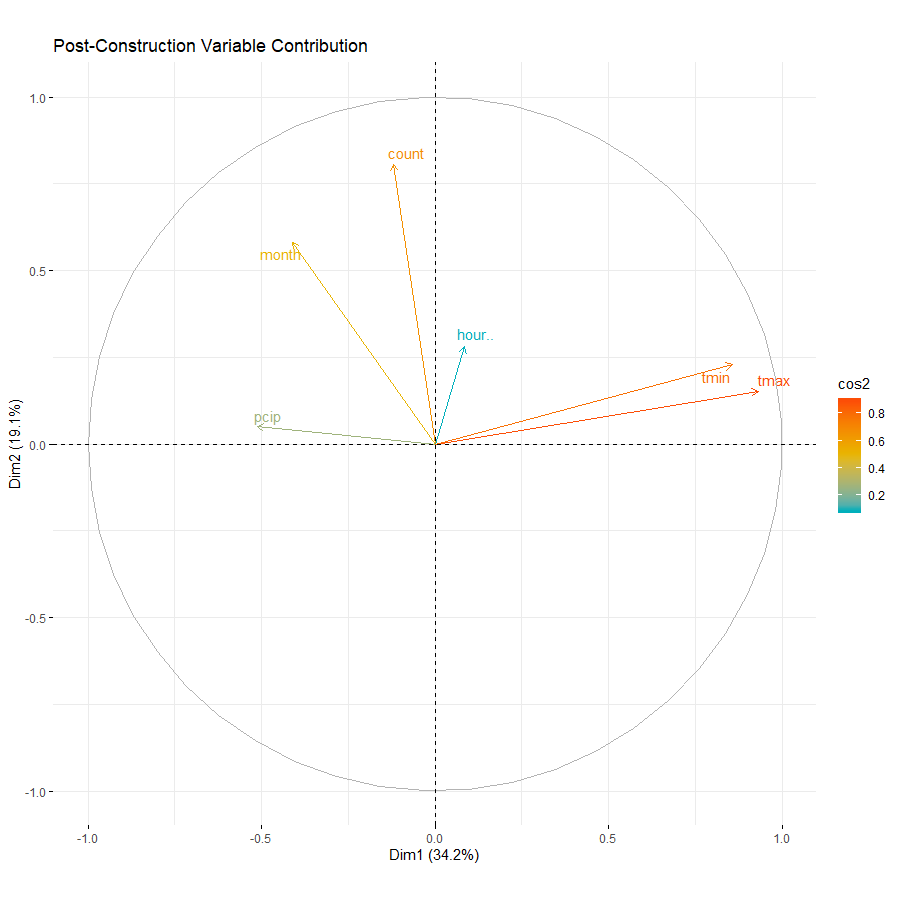 Post-Construction Variable Contribution
1.0
0.5
0.0
-0.5
-1.0
Dim2 (19.1%)
count
month
hour..
pcip
tmin
tmax
-1.0
-0.5
0.0
0.5
1.0
Dim1 (34.2%)
cos2
0.8
0.6
0.4
0.2